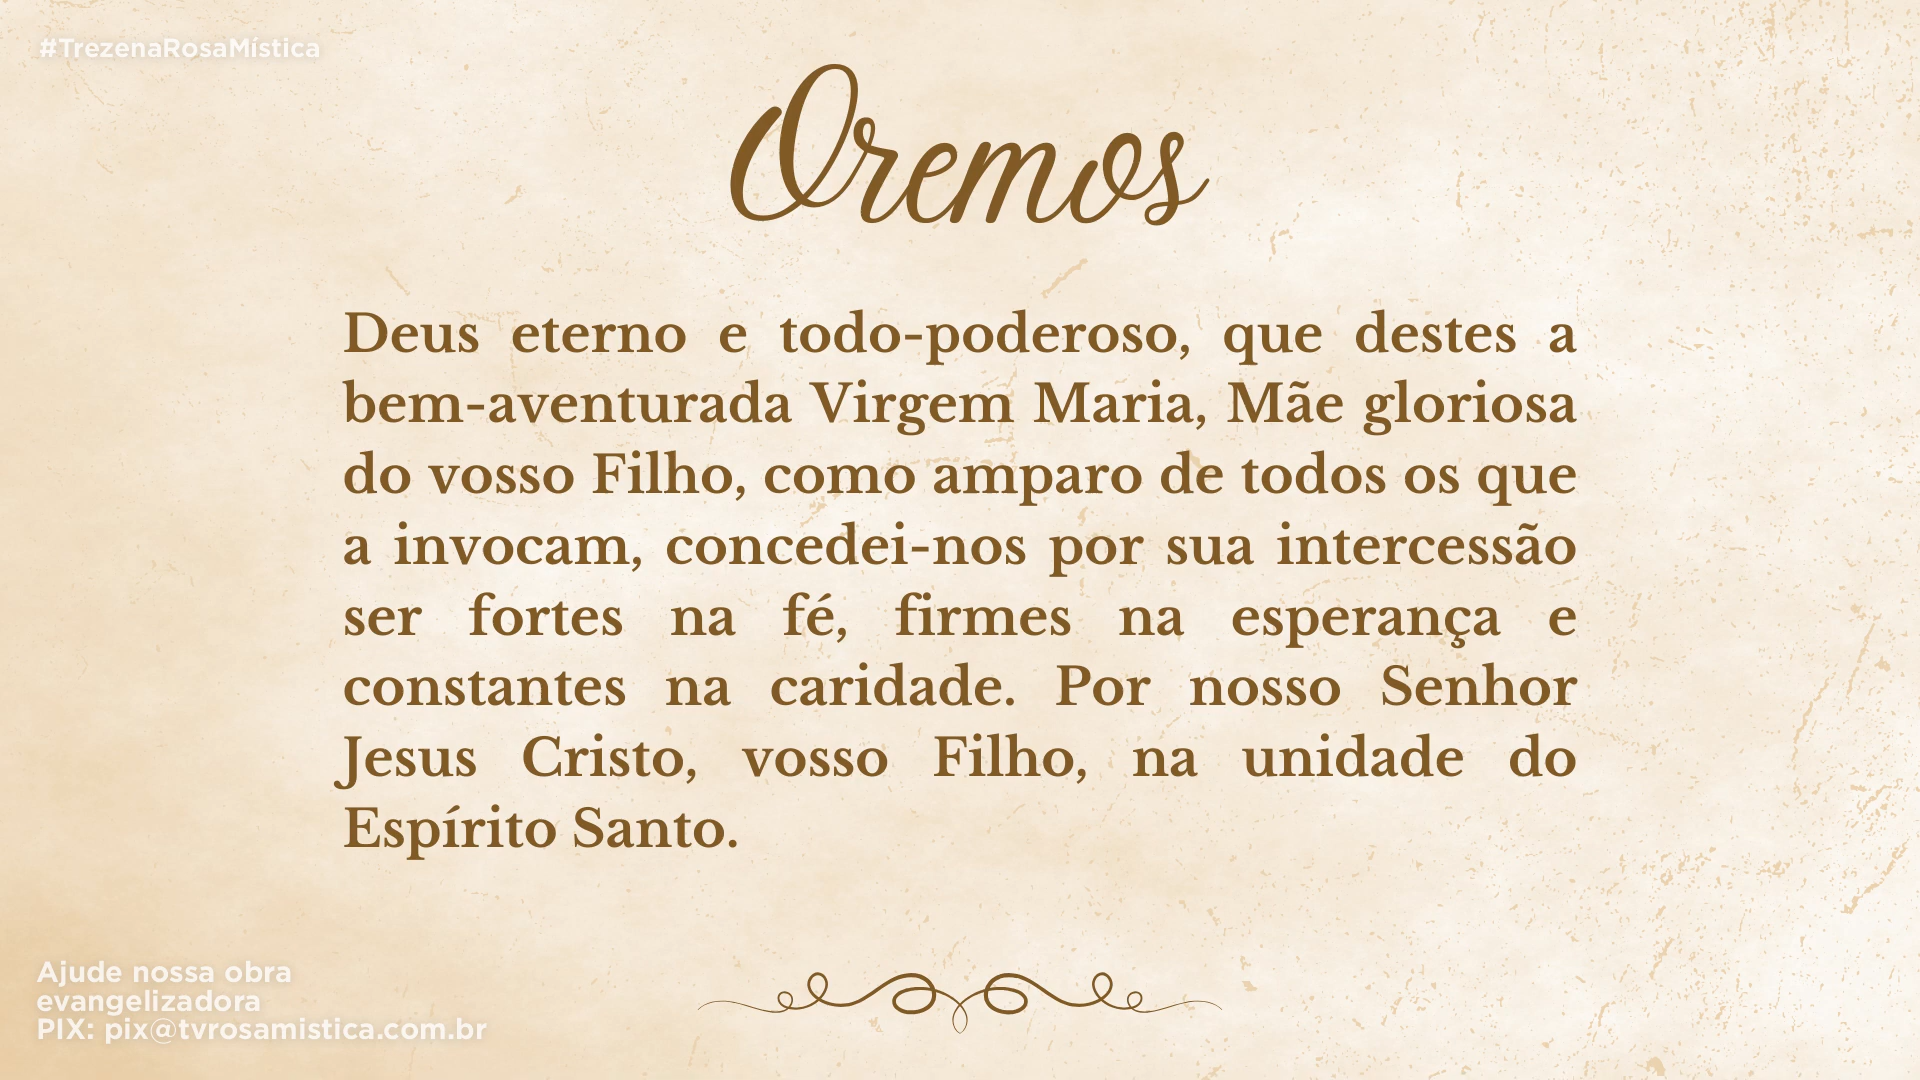 #TrezenaRosaMística
Oremos
Deus eterno e todo-poderoso, que destes a
bem-aventurada Virgem Maria, Mãe gloriosa
do vosso Filho, como amparo de todos os que
a invocam, concedei-nos por sua intercessão
ser fortes na fé, firmes na esperança e
constantes na caridade. Por nosso Senhor
Jesus Cristo, vosso Filho, na unidade do
Espírito Santo.
Ajude nossa obra
evangelizadora
PIX: pix@tvrosamistica.com.br